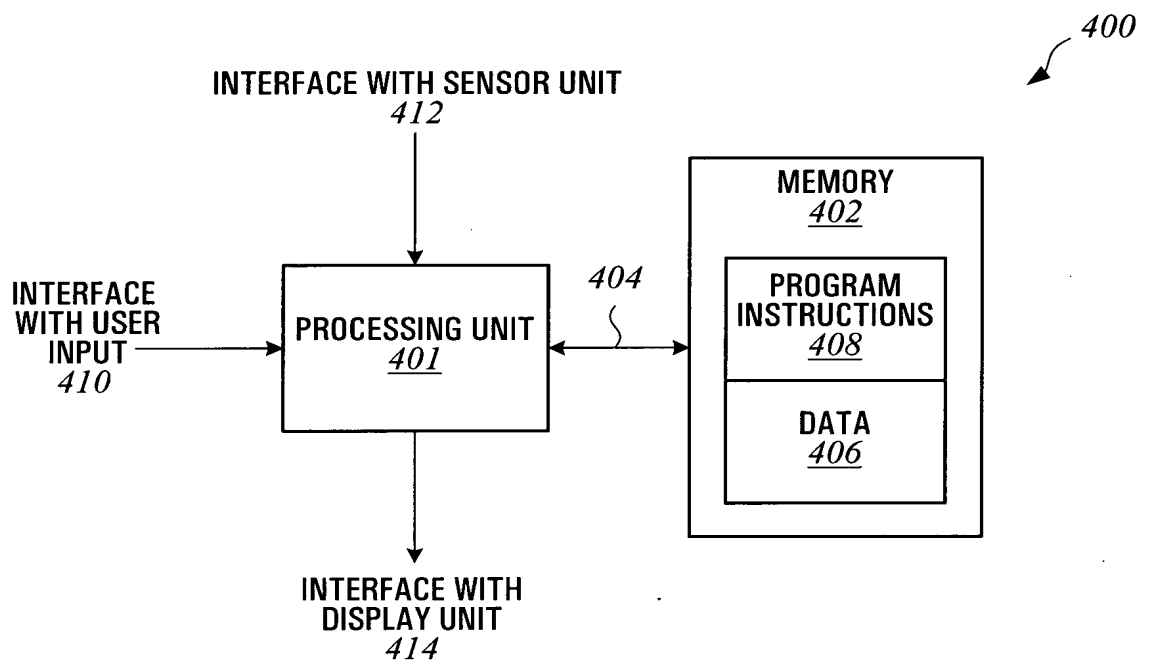 400
INTERFACE WITH SENSOR UNIT
412
MEMORY
402
INTERFACE
WITH USER
INPUT
410
PROCESSING UNIT
401
404
PROGRAM
INSTRUCTIONS
408
DATA
406
INTERFACE WITH
DISPLAY UNIT
414